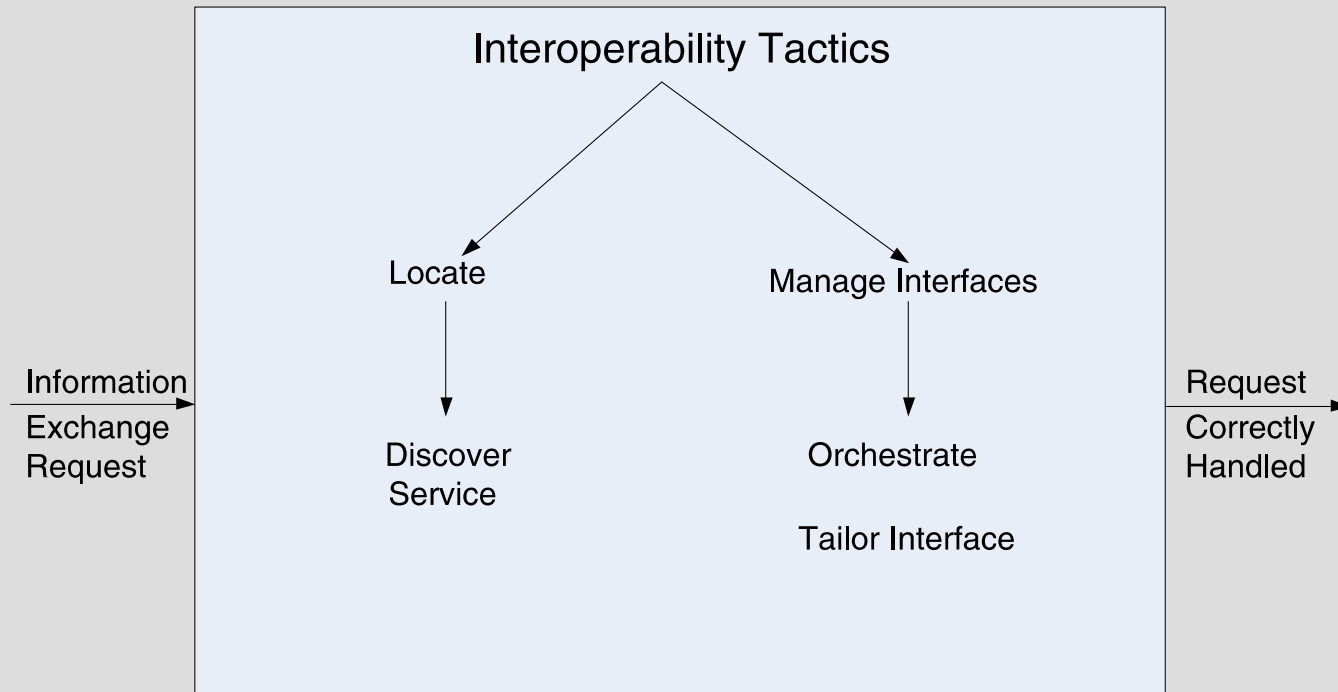 Interoperability Tactics
Locate
Manage Interfaces
Information
Exchange
Request
Discover
Service
Orchestrate
Tailor Interface
Request
Correctly
Handled